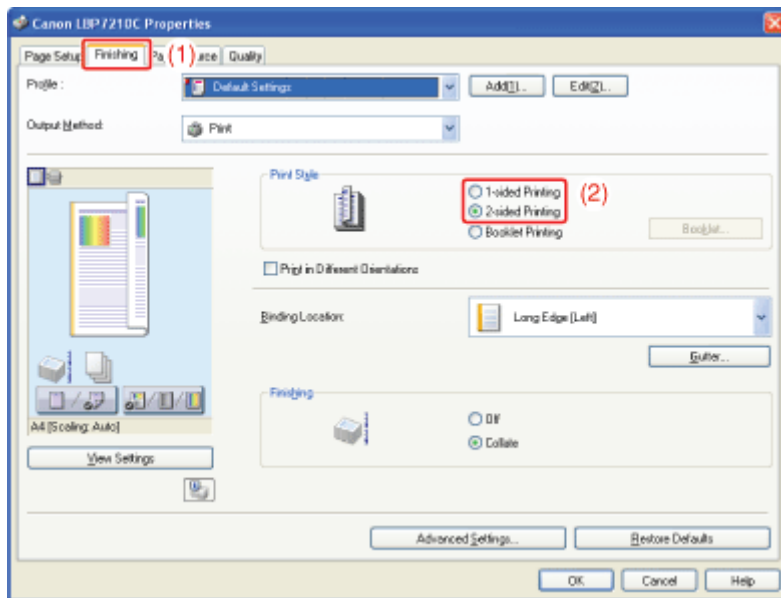 Canon LBP7210C Properties
Page Setup Finishing (1) Quality
Profile : Default Settings Add(1)... Edit(2)...
Output Method: Print
Print Style
1-sided Printing (2)
2-sided Printing
Booklet Printing Booklet...
Print in Different Orientations
Binding Location: Long Edge [Left]
Gutter...
Finishing
Off
Collate
A4 [Scaling: Auto]
View Settings
Advanced Settings... Restore Defaults
OK Cancel Help